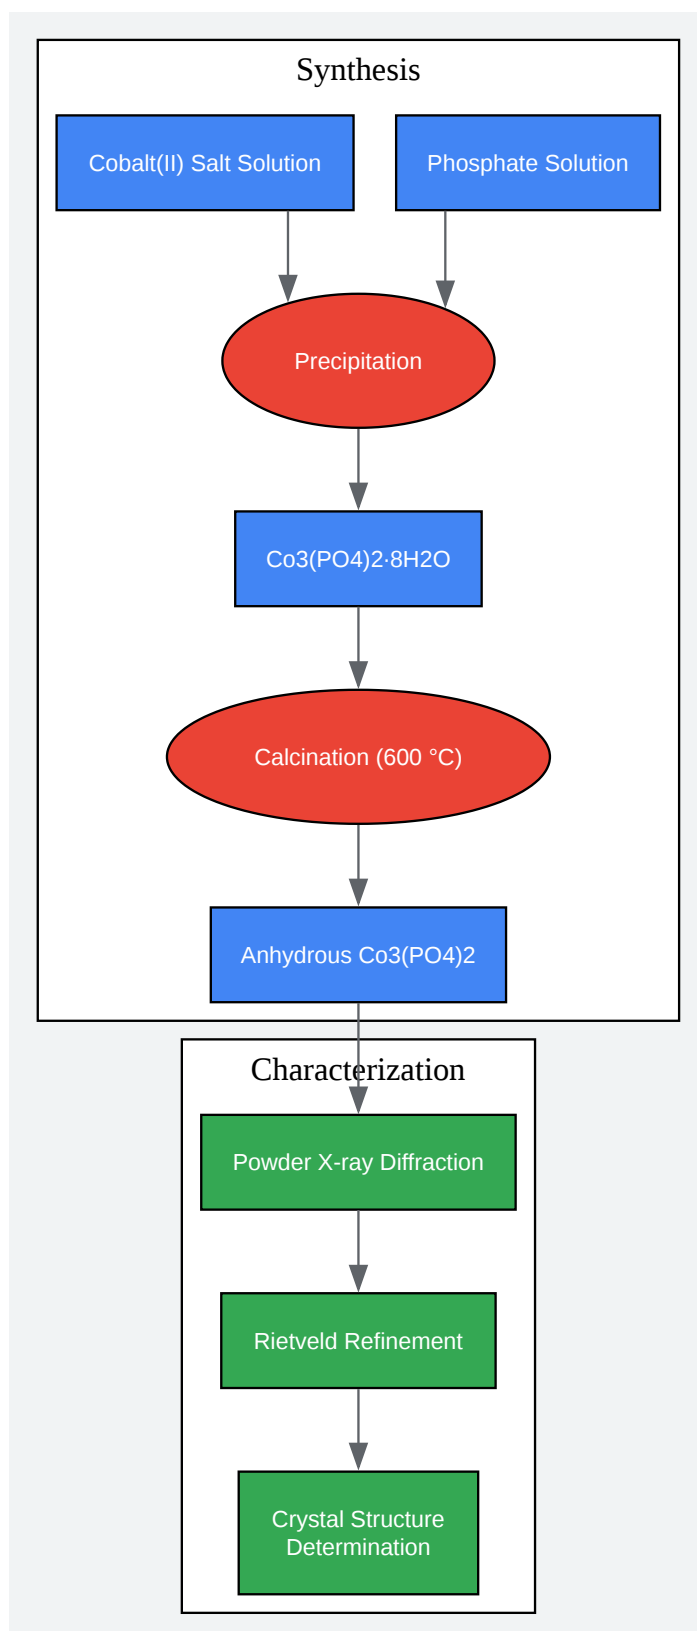 Synthesis
Cobalt(II) Salt Solution
Phosphate Solution
Precipitation
Co3(PO4)2·8H2O
Calcination (600 °C)
Anhydrous Co3(PO4)2
Characterization
Powder X-ray Diffraction
Rietveld Refinement
Crystal Structure
Determination